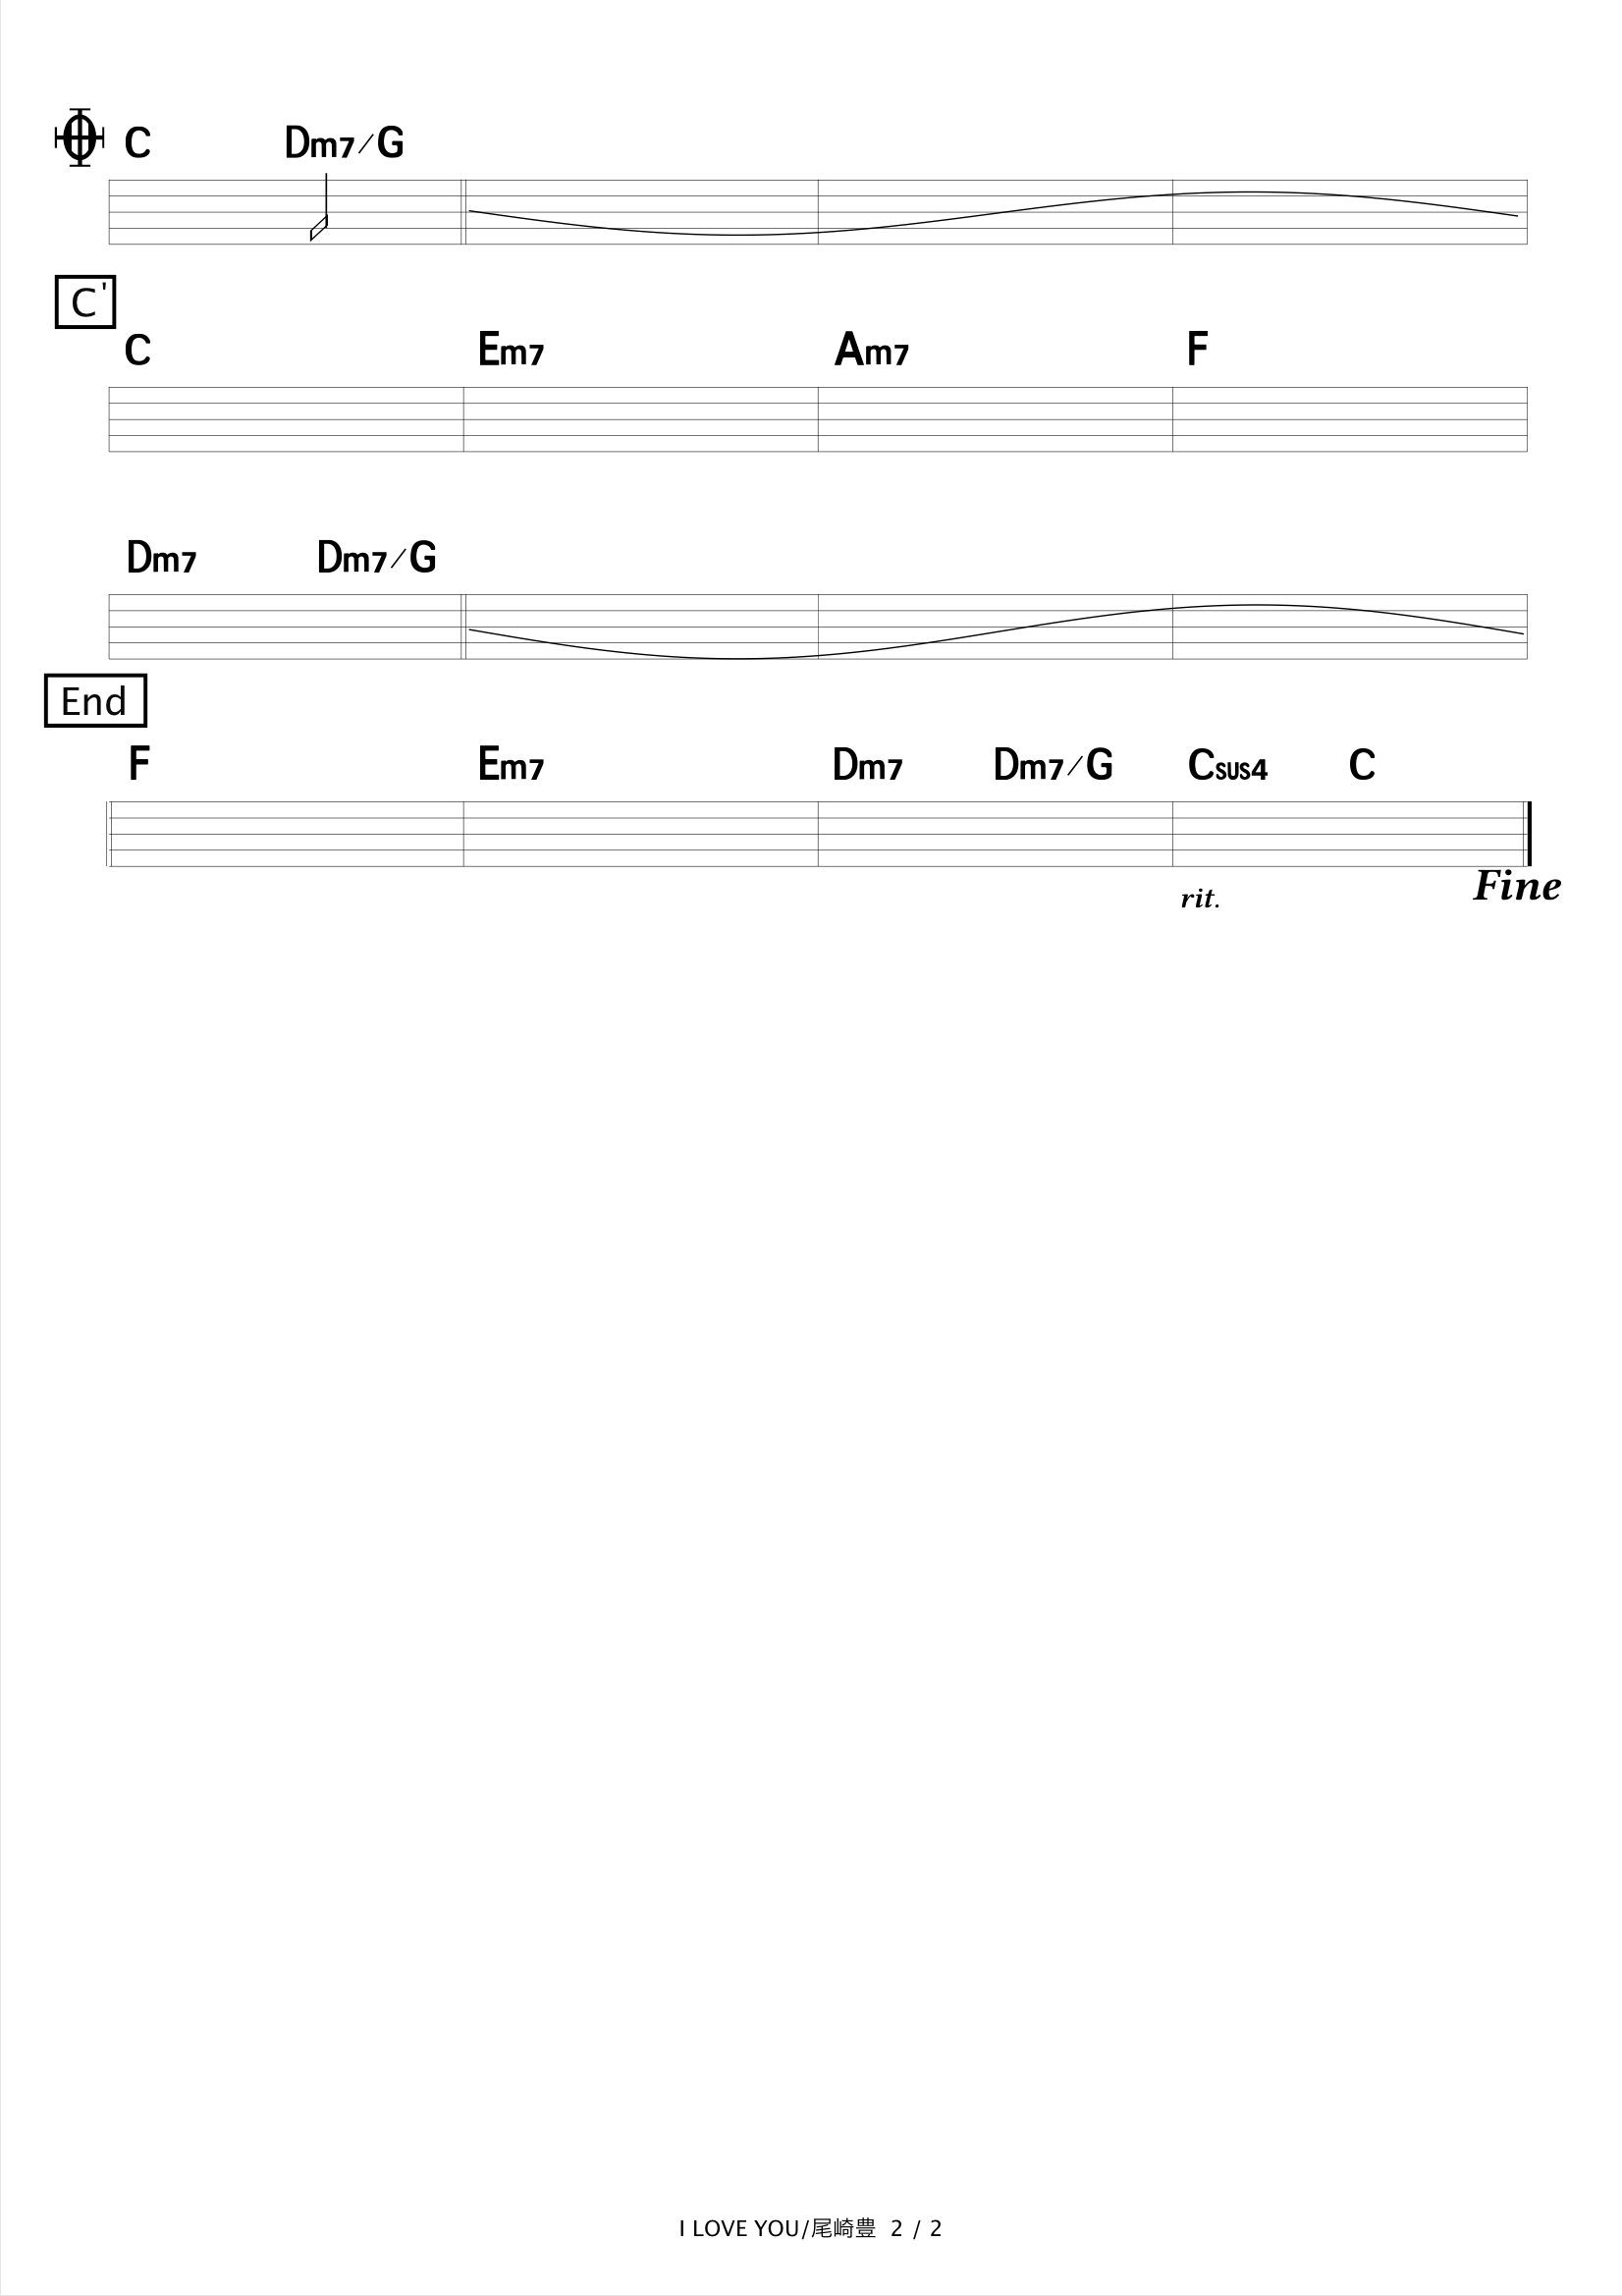 C Dm7/G
C'
C Em7 Am7 F
Dm7 Dm7/G
End
F Em7 Dm7 Dm7/G Csus4 C
rit. Fine
I LOVE YOU/尾崎豊 2 / 2